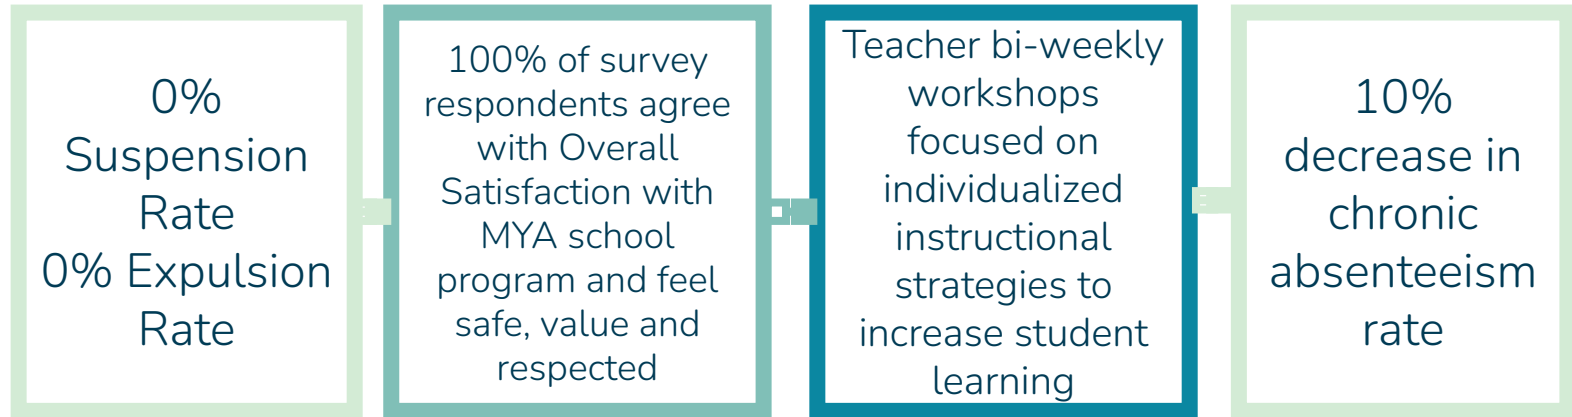 0%
Suspension
Rate
0% Expulsion
Rate
100% of survey
respondents agree
with Overall
Satisfaction with
MYA school
program and feel
safe, value and
respected
Teacher bi-weekly
workshops
focused on
individualized
instructional
strategies to
increase student
learning
10%
decrease in
chronic
absenteeism
rate